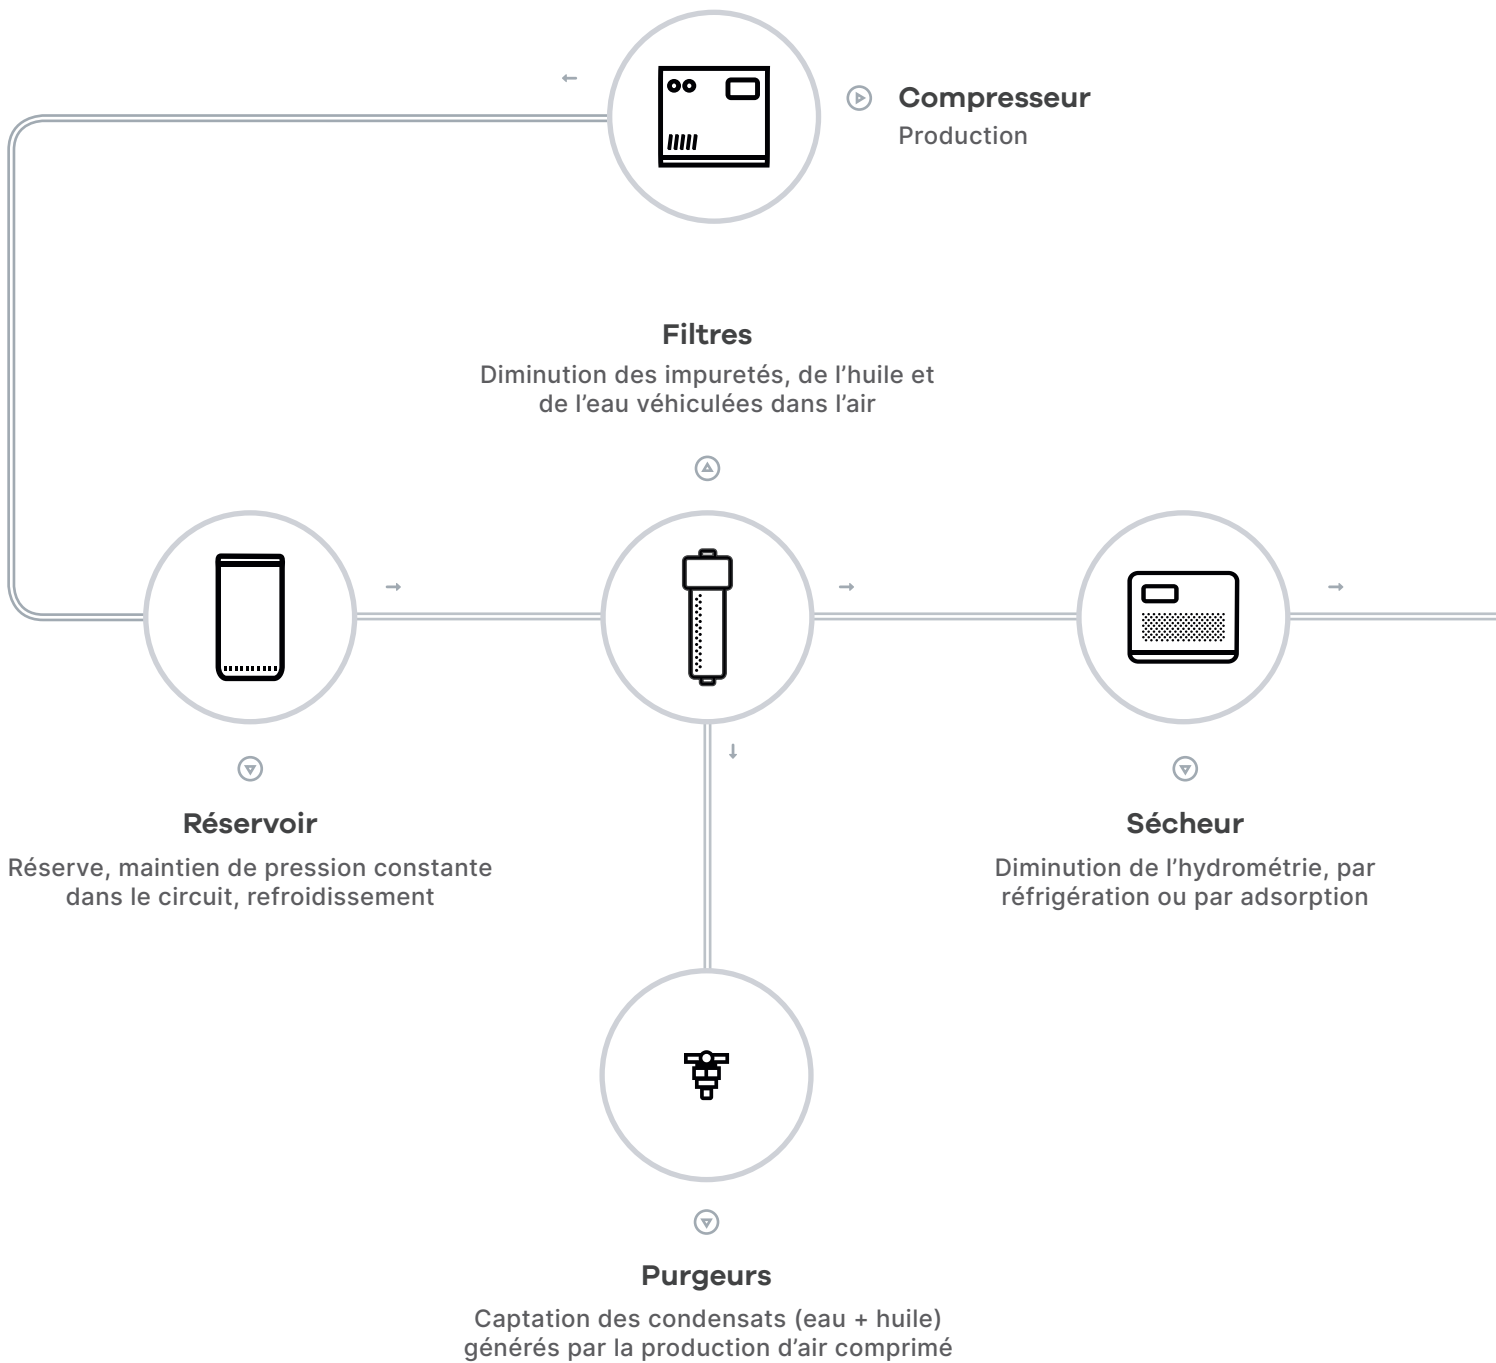 Compresseur
Production
Filtres
Diminution des impuretés, de l’huile et
de l’eau véhiculées dans l’air
Réservoir
Réserve, maintien de pression constante
dans le circuit, refroidissement
Sécheur
Diminution de l’hydrométrie, par
réfrigération ou par adsorption
Purgeurs
Captation des condensats (eau + huile)
générés par la production d’air comprimé